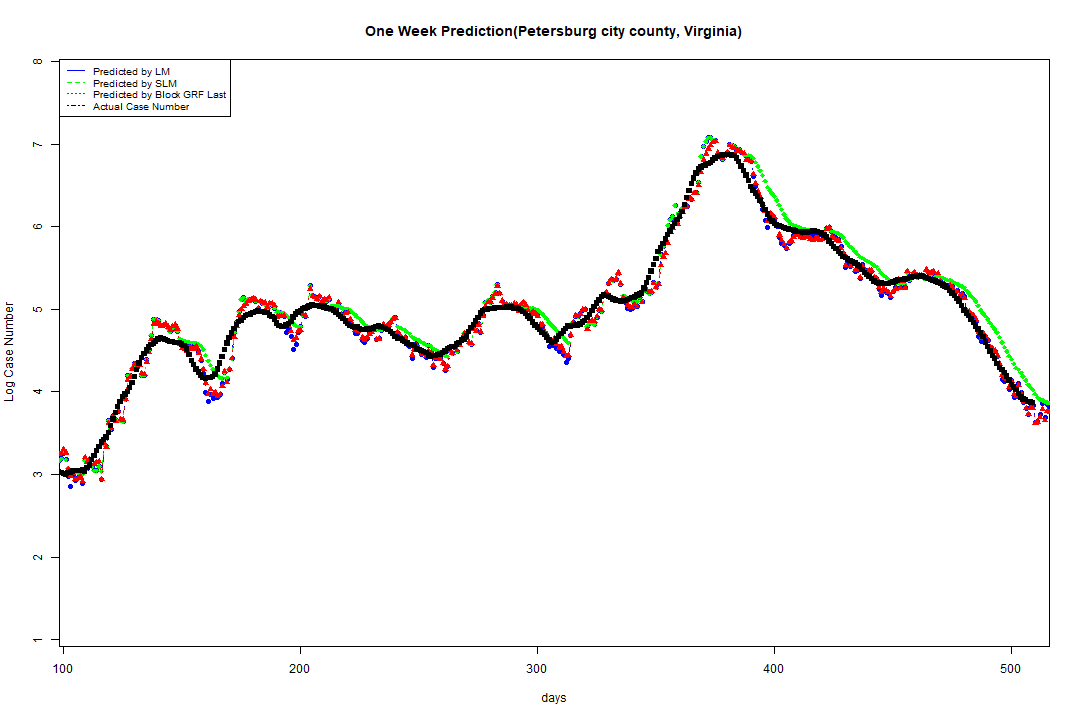 One Week Prediction(Petersburg city county, Virginia)
Predicted by LM
Predicted by SLM
Predicted by Block GRF Last
Actual Case Number
8
7
6
5
4
3
2
1
Log Case Number
100 200 300 400 500
days